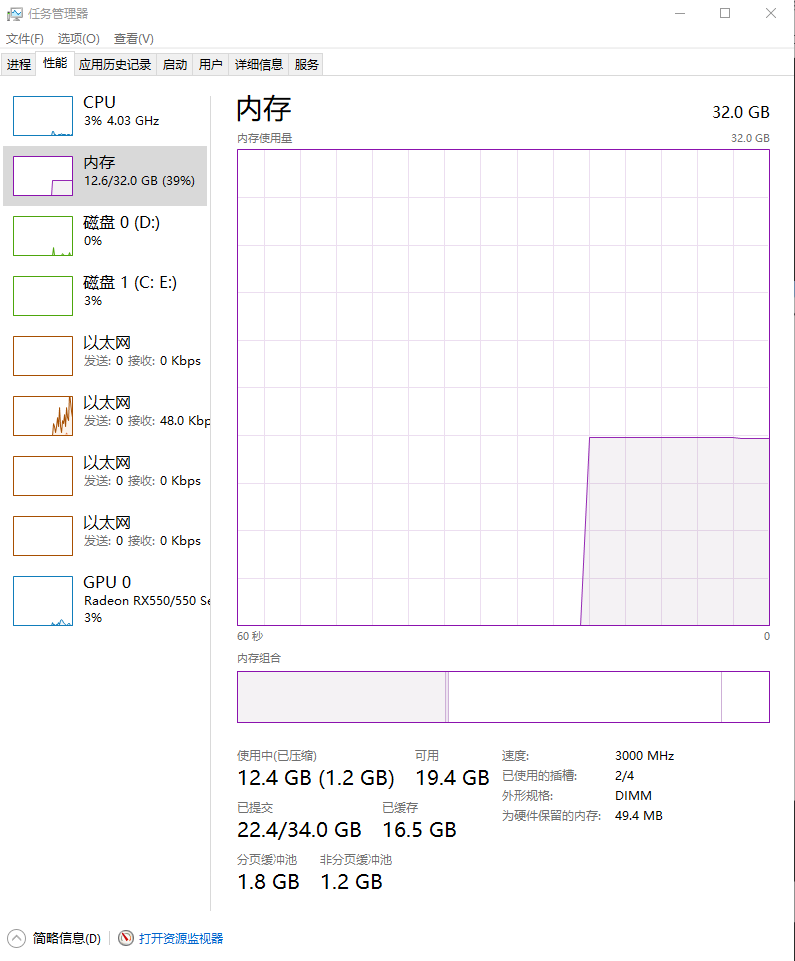 任务管理器
文件(F) 选项(O) 查看(V)
进程 性能 应用历史记录 启动 用户 详细信息 服务
CPU
3% 4.03 GHz
内存
12.6/32.0 GB (39%)
磁盘 0 (D:)
0%
磁盘 1 (C: E:)
3%
以太网
发送: 0 接收: 0 Kbps
以太网
发送: 0 接收: 48.0 Kbp
以太网
发送: 0 接收: 0 Kbps
以太网
发送: 0 接收: 0 Kbps
GPU 0
Radeon RX550/550 Se
3%
内存 32.0 GB
内存使用量 32.0 GB
60 秒 0
内存组合
使用中(已压缩) 可用
12.4 GB (1.2 GB) 19.4 GB
已提交 已缓存
22.4/34.0 GB 16.5 GB
分页缓冲池 非分页缓冲池
1.8 GB 1.2 GB
速度: 3000 MHz
已使用的插槽: 2/4
外形规格: DIMM
为硬件保留的内存: 49.4 MB
简略信息(D) 打开资源监视器